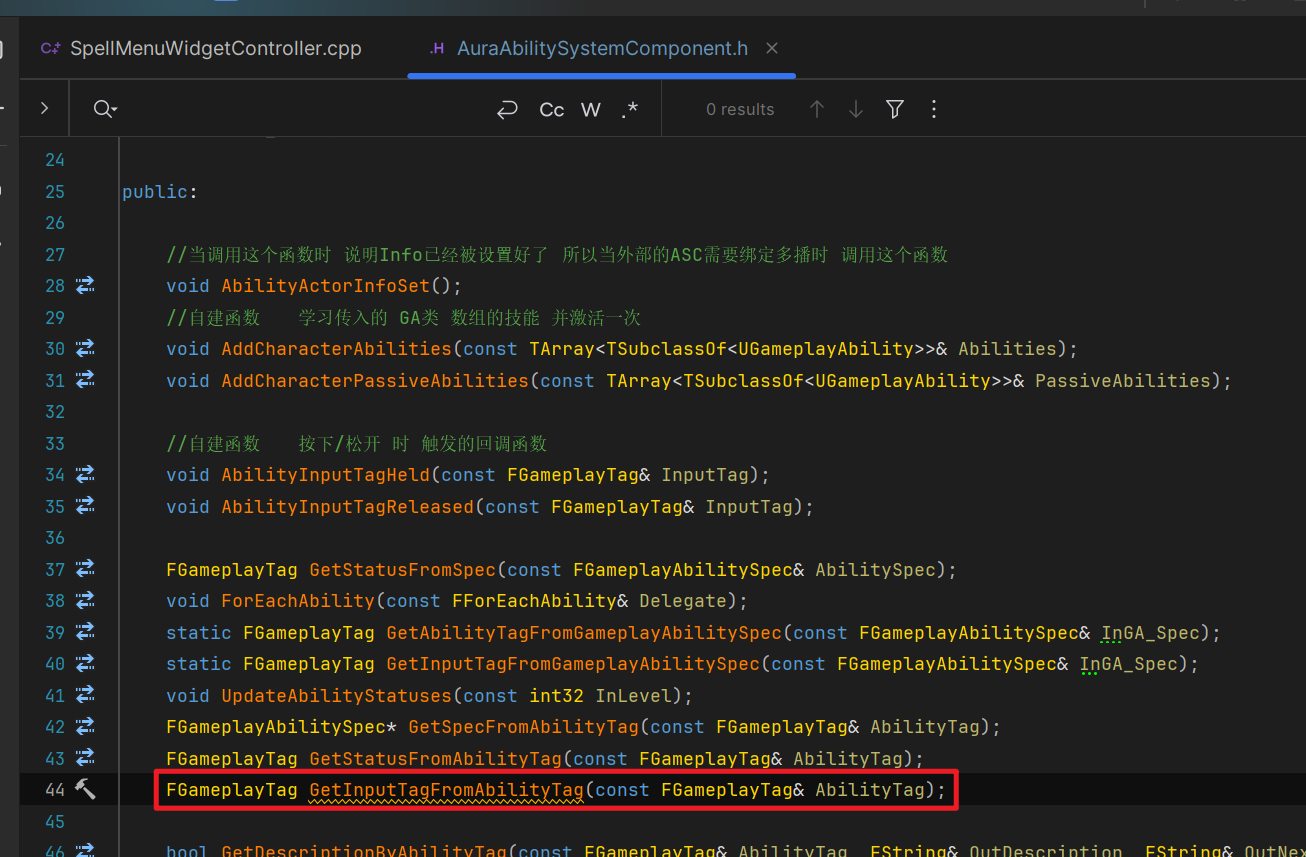 C+ SpellMenuWidgetController.cpp .H AuraAbilitySystemComponent.h ×
Cc W .* 0 results
24
25 public:
26
27 //当调用这个函数时 说明Info已经被设置好了 所以当外部的ASC需要绑定多播时 调用这个函数
28 void AbilityActorInfoSet();
29 //自建函数 学习传入的 GA类 数组的技能 并激活一次
30 void AddCharacterAbilities(const TArray<TSubclassOf<UGameplayAbility>>& Abilities);
31 void AddCharacterPassiveAbilities(const TArray<TSubclassOf<UGameplayAbility>>& PassiveAbilities);
32
33 //自建函数 按下/松开 时 触发的回调函数
34 void AbilityInputTagHeld(const FGameplayTag& InputTag);
35 void AbilityInputTagReleased(const FGameplayTag& InputTag);
36
37 FGameplayTag GetStatusFromSpec(const FGameplayAbilitySpec& AbilitySpec);
38 void ForEachAbility(const FForEachAbility& Delegate);
39 static FGameplayTag GetAbilityTagFromGameplayAbilitySpec(const FGameplayAbilitySpec& InGA_Spec);
40 static FGameplayTag GetInputTagFromGameplayAbilitySpec(const FGameplayAbilitySpec& InGA_Spec);
41 void UpdateAbilityStatuses(const int32 InLevel);
42 FGameplayAbilitySpec* GetSpecFromAbilityTag(const FGameplayTag& AbilityTag);
43 FGameplayTag GetStatusFromAbilityTag(const FGameplayTag& AbilityTag);
44 FGameplayTag GetInputTagFromAbilityTag(const FGameplayTag& AbilityTag);
45
46 bool GetDescriptionByAbilityTag(const FGameplayTag& AbilityTag, FString& OutDescription, FString& OutNex